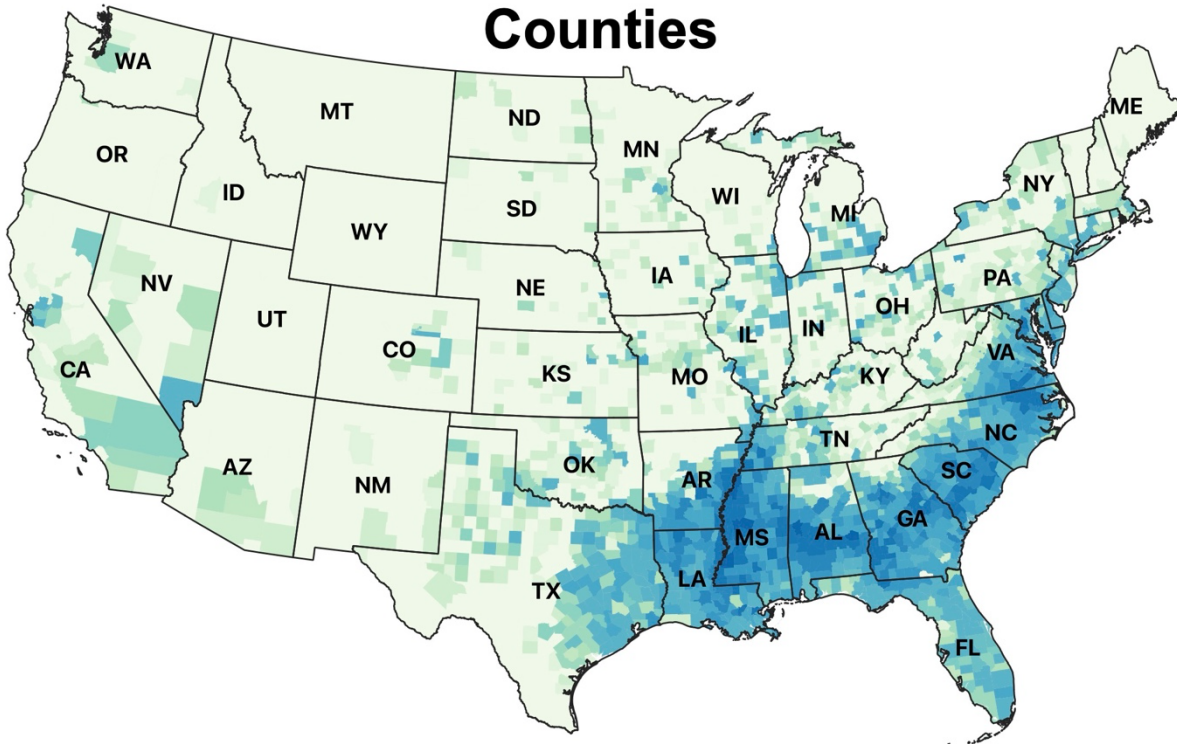 Counties
WA
MT
ND
MN
ME
OR
ID
SD
WI
MI
NY
WY
NE
IA
PA
NV
UT
CO
IL
IN
OH
CA
KS
MO
KY
VA
AZ
NM
OK
AR
TN
NC
SC
MS
AL
GA
LA
TX
FL